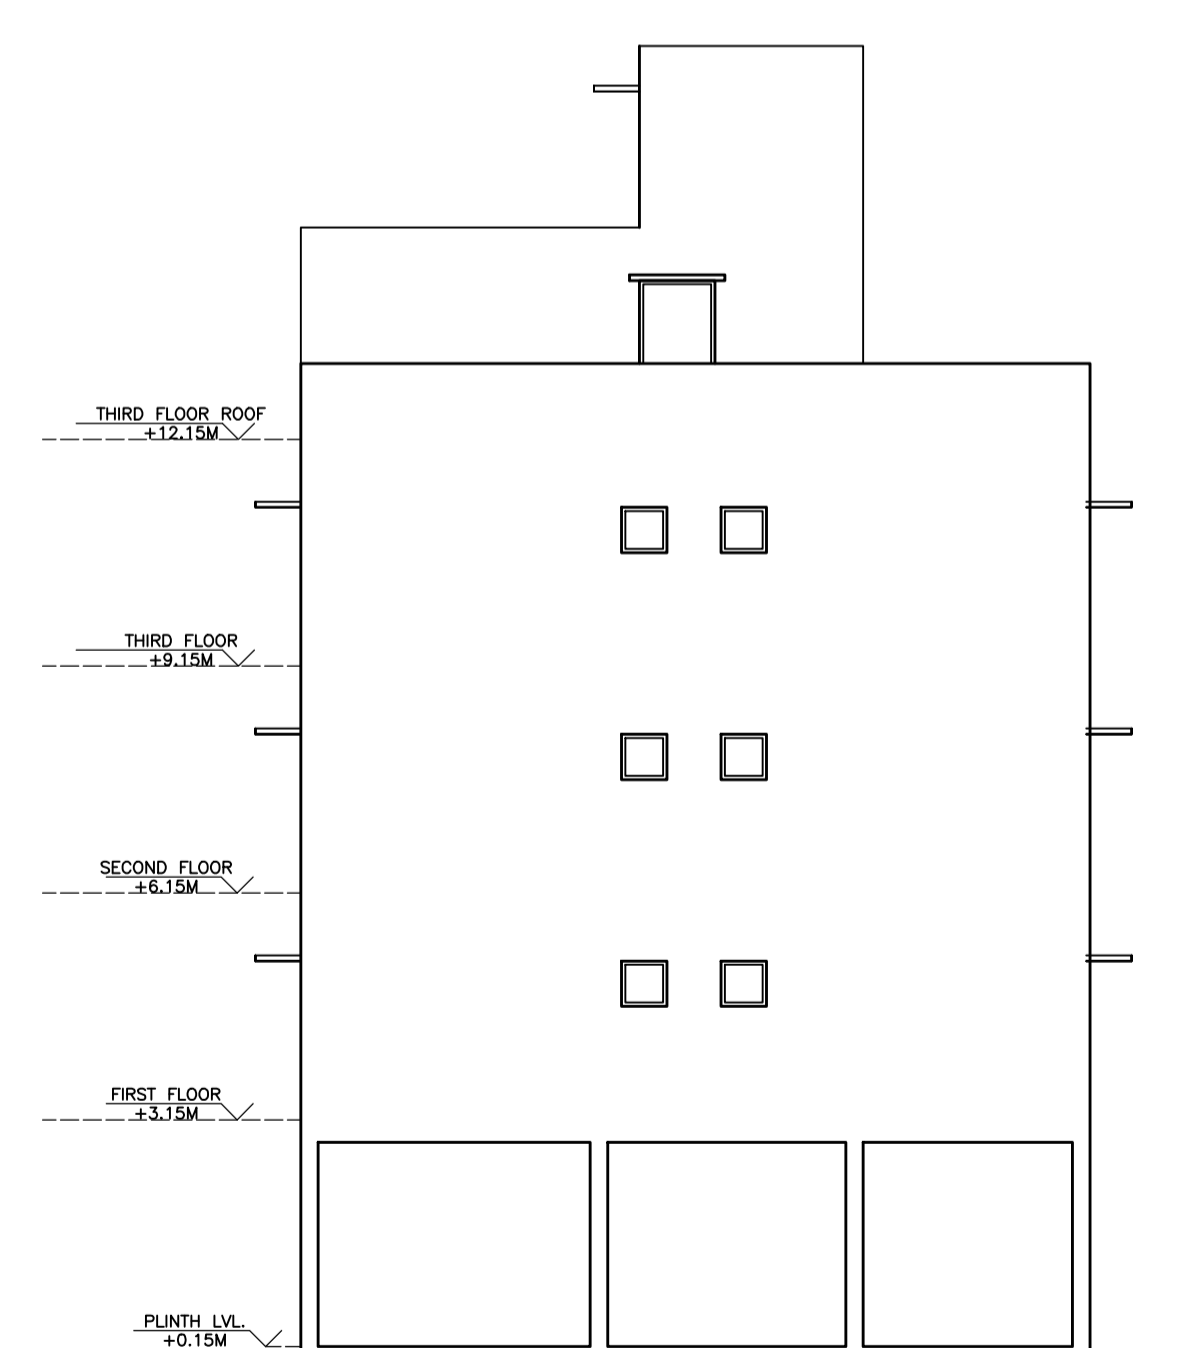 THIRD FLOOR ROOF
+12.15M
THIRD FLOOR
+9.15M
SECOND FLOOR
+6.15M
FIRST FLOOR
+3.15M
PLINTH LVL.
+0.15M